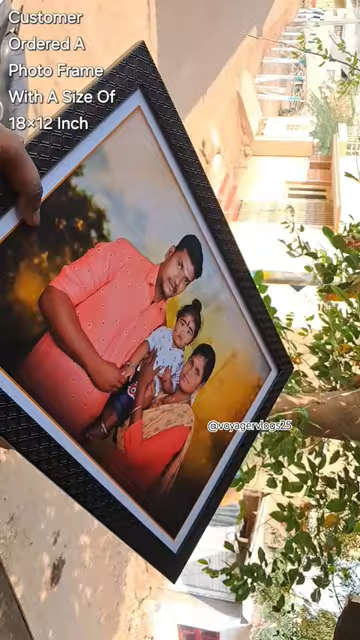 Customer
Ordered A
Photo Frame
With A Size Of
18×12 Inch
@voyagervlogs25